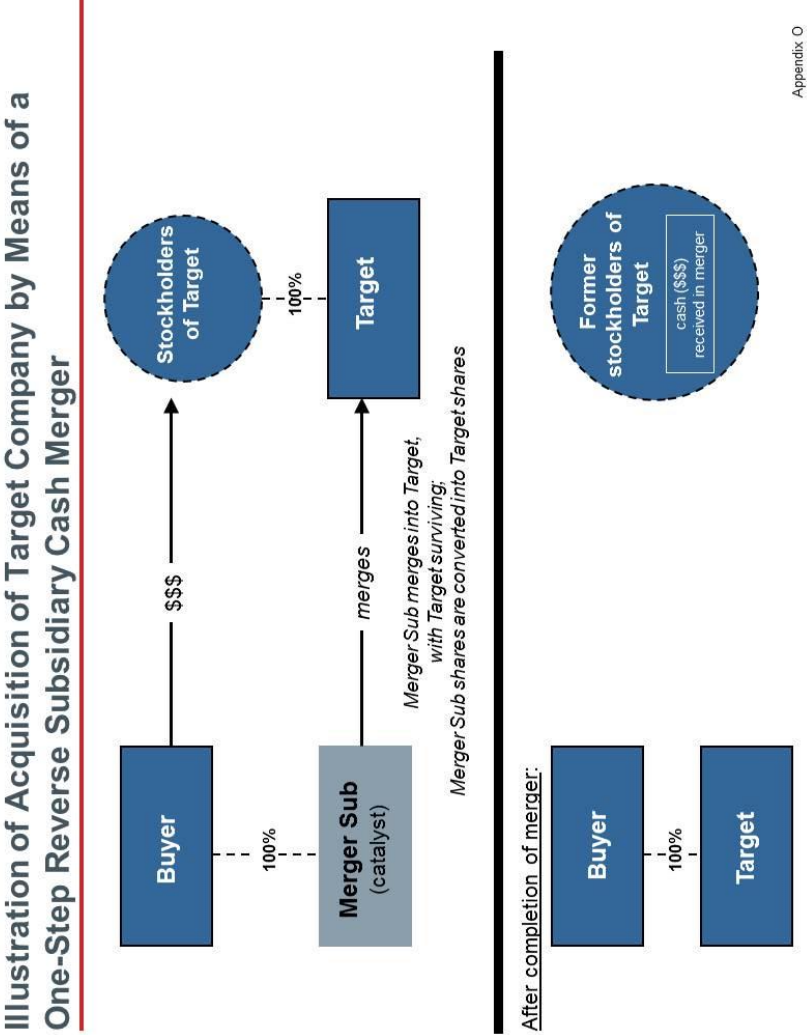 Illustration of Acquisition of Target Company by Means of a
One-Step Reverse Subsidiary Cash Merger
Buyer
$$$
Stockholders
of Target
100%
100%
Merger Sub
(catalyst)
merges
Target
Merger Sub merges into Target,
with Target surviving;
Merger Sub shares are converted into Target shares
After completion of merger:
Buyer
100%
Target
Former
stockholders of
Target
cash ($$$)
received in merger
Appendix O